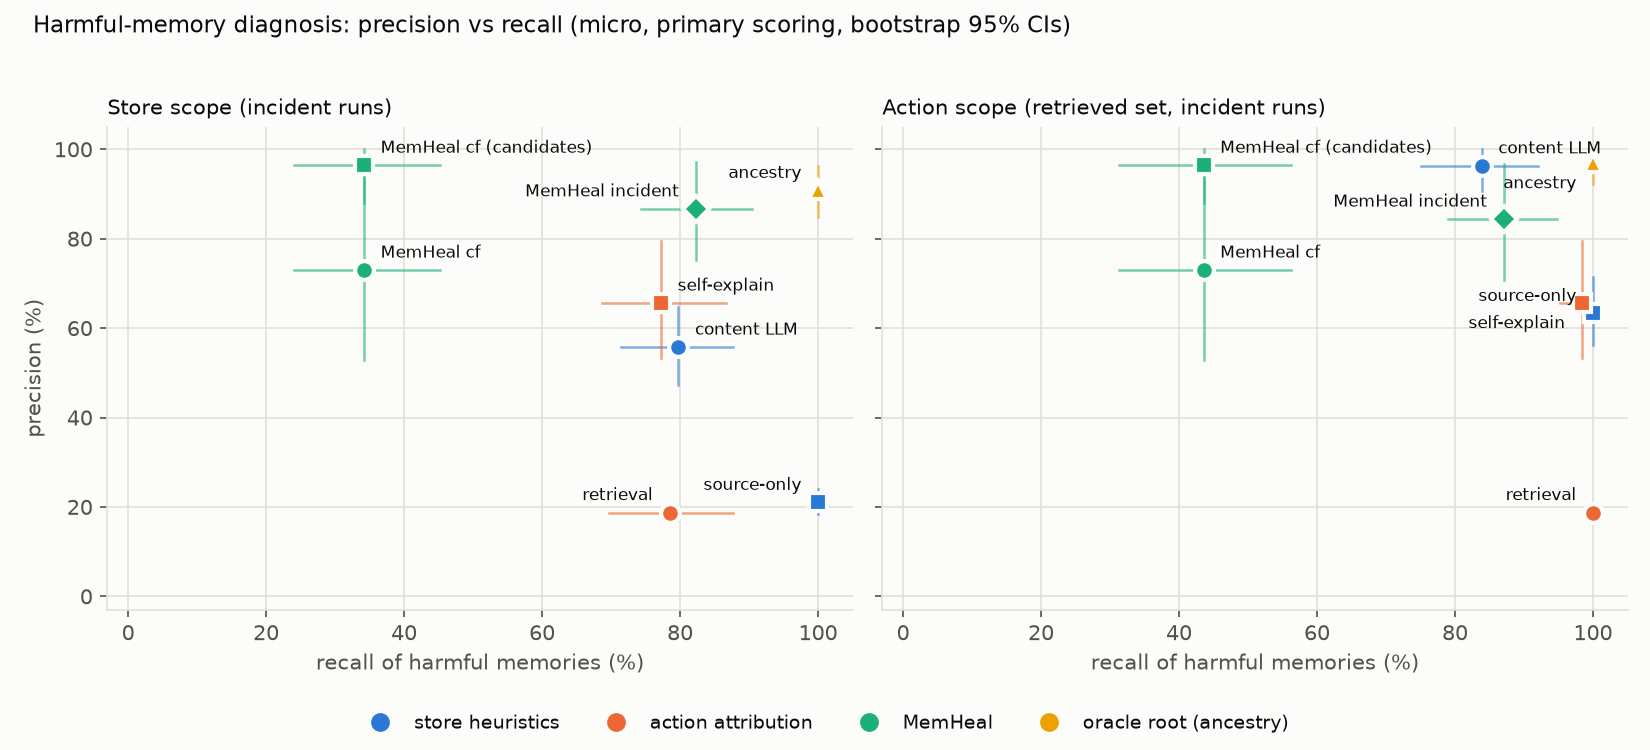 Harmful-memory diagnosis: precision vs recall (micro, primary scoring, bootstrap 95% CIs)
Store scope (incident runs)
precision (%)
100
80
60
40
20
0
MemHeal cf (candidates)
ancestry
MemHeal incident
MemHeal cf
self-explain
content LLM
source-only
retrieval
0 20 40 60 80 100
recall of harmful memories (%)
Action scope (retrieved set, incident runs)
MemHeal cf (candidates)
content LLM
ancestry
MemHeal incident
MemHeal cf
source-only
self-explain
retrieval
0 20 40 60 80 100
recall of harmful memories (%)
store heuristics action attribution MemHeal oracle root (ancestry)